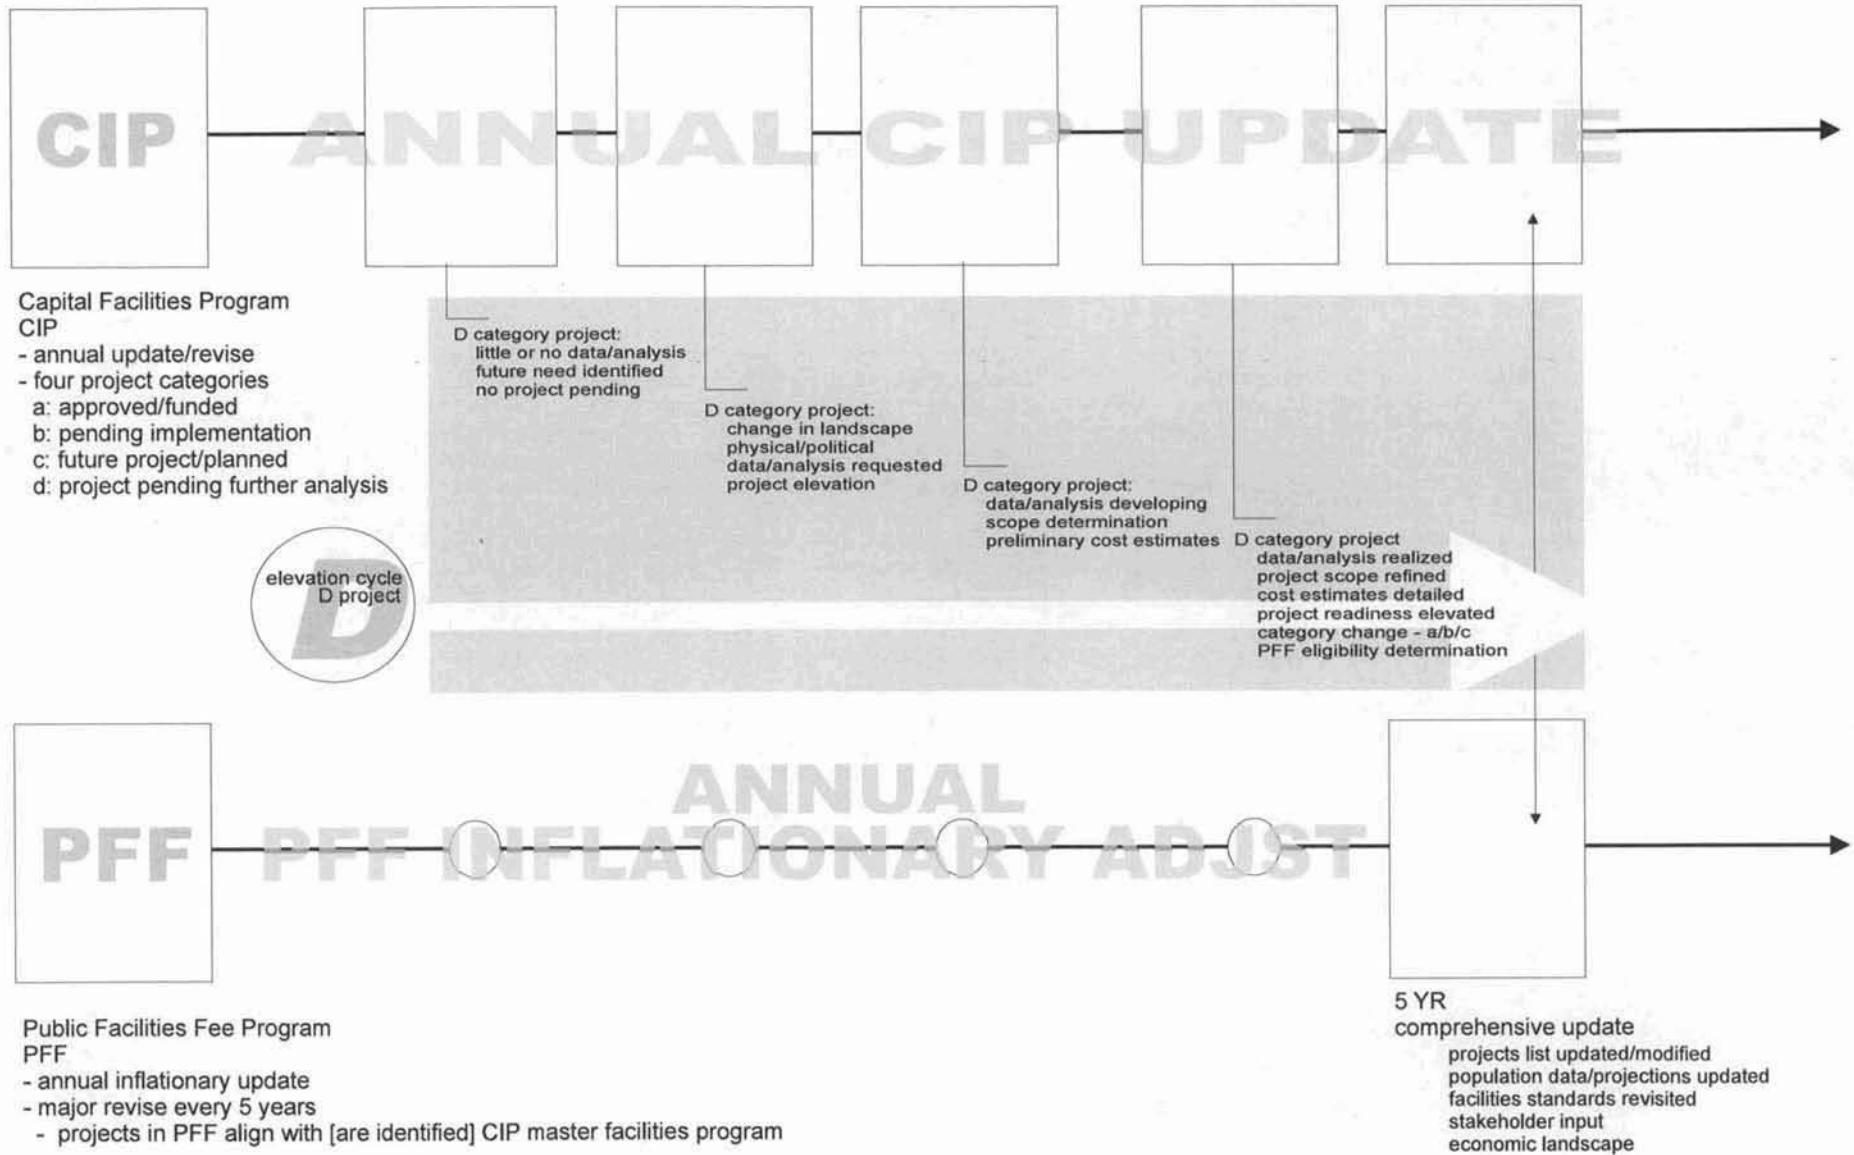 CIP
ANNUAL CIP UPDATE
Capital Facilities Program
CIP
- annual update/revise
- four project categories
a: approved/funded
b: pending implementation
c: future project/planned
d: project pending further analysis
D category project:
little or no data/analysis
future need identified
no project pending
D category project:
change in landscape
physical/political
data/analysis requested
project elevation
D category project:
data/analysis developing
scope determination
preliminary cost estimates
D category project
data/analysis realized
project scope refined
cost estimates detailed
project readiness elevated
category change - a/b/c
PFF eligibility determination
D
elevation cycle
D project
PFF
ANNUAL
PFF INFLATIONARY ADJST
Public Facilities Fee Program
PFF
- annual inflationary update
- major revise every 5 years
- projects in PFF align with [are identified] CIP master facilities program
5 YR
comprehensive update
projects list updated/modified
population data/projections updated
facilities standards revisited
stakeholder input
economic landscape